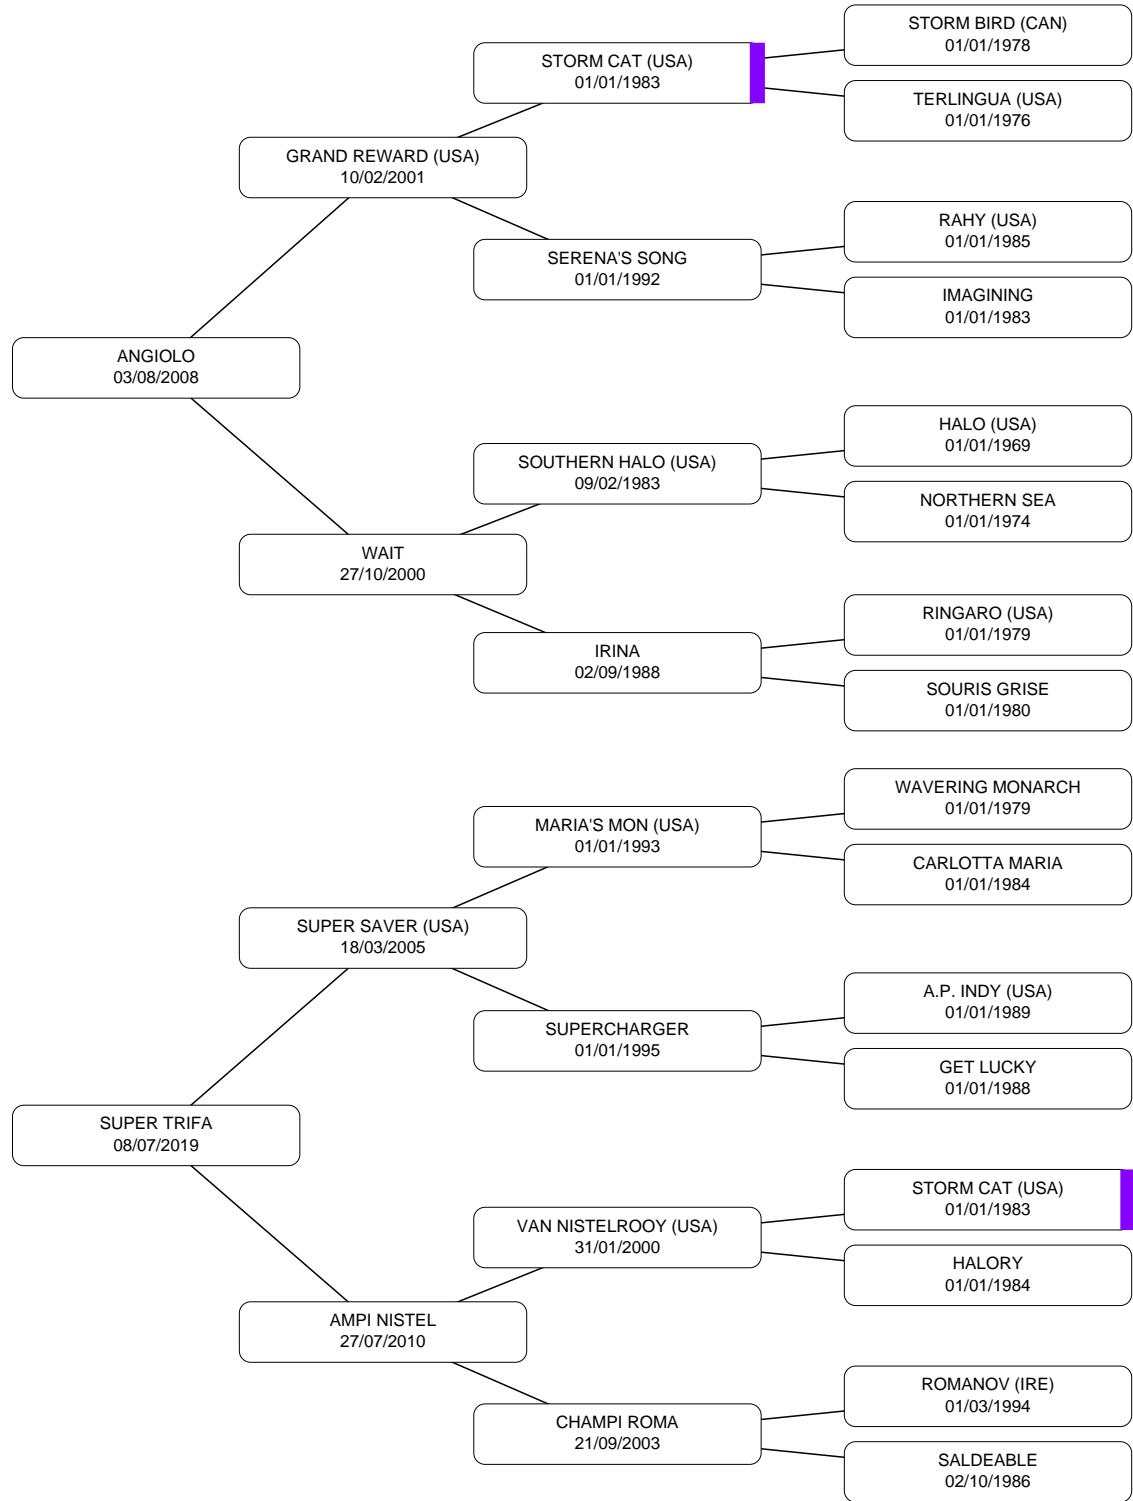 STORM BIRD (CAN)
01/01/1978
STORM CAT (USA)
01/01/1983
TERLINGUA (USA)
01/01/1976
GRAND REWARD (USA)
10/02/2001
RAHY (USA)
01/01/1985
SERENA'S SONG
01/01/1992
IMAGINING
01/01/1983
ANGIOLO
03/08/2008
HALO (USA)
01/01/1969
SOUTHERN HALO (USA)
09/02/1983
NORTHERN SEA
01/01/1974
WAIT
27/10/2000
RINGARO (USA)
01/01/1979
IRINA
02/09/1988
SOURIS GRISE
01/01/1980
WAVERING MONARCH
01/01/1979
MARIA'S MON (USA)
01/01/1993
CARLOTTA MARIA
01/01/1984
SUPER SAVER (USA)
18/03/2005
A.P. INDY (USA)
01/01/1989
SUPERCHARGER
01/01/1995
GET LUCKY
01/01/1988
SUPER TRIFA
08/07/2019
STORM CAT (USA)
01/01/1983
VAN NISTELROOY (USA)
31/01/2000
HALORY
01/01/1984
AMPI NISTEL
27/07/2010
ROMANOV (IRE)
01/03/1994
CHAMPI ROMA
21/09/2003
SALDEABLE
02/10/1986